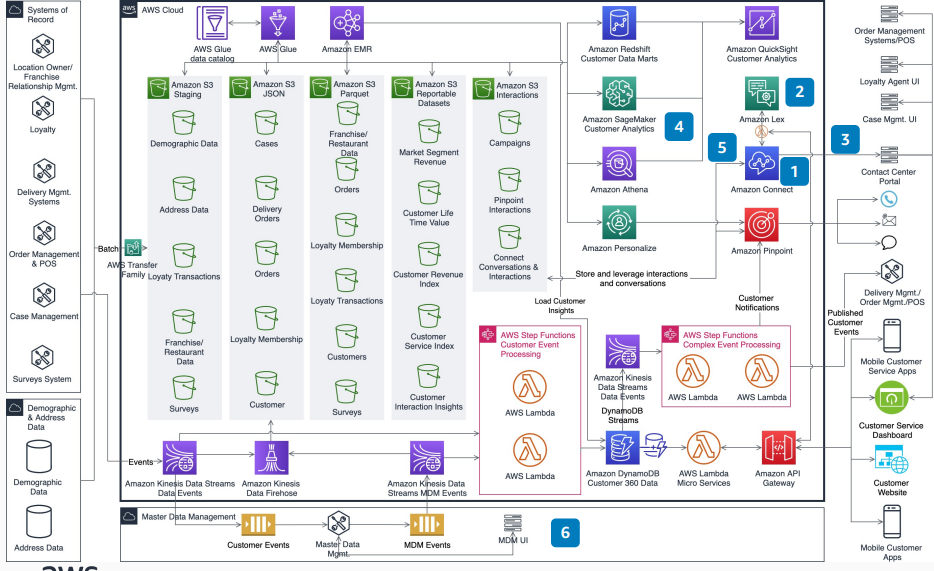 Systems of
Record
Location Owner/
Franchise
Relationship Mgmt.
Loyalty
Delivery Mgmt.
Systems
Order Management
& POS
Case Management
Surveys System
Demographic
& Address
Data
Demographic
Data
Address Data
aws
AWS Cloud
AWS Glue
data catalog
AWS Glue
Amazon EMR
Amazon S3
Staging
Demographic Data
Address Data
Loyaty Transactions
Franchise/
Restaurant
Data
Surveys
Amazon S3
JSON
Cases
Delivery
Orders
Orders
Loyalty Membership
Customer
Amazon S3
Parquet
Franchise/
Restaurant
Data
Orders
Loyalty Membership
Loyaty Transactions
Customers
Surveys
Amazon S3
Reportable
Datasets
Market Segment
Revenue
Customer Life
Time Value
Customer Revenue
Index
Customer
Service Index
Customer
Interaction Insights
Amazon S3
Interactions
Campaigns
Pinpoint
Interactions
Connect
Conversations &
Interactions
Batch
AWS Transfer
Family
Events
Amazon Kinesis Data Streams
Data Events
Amazon Kinesis
Data Firehose
Amazon Kinesis Data
Streams MDM Events
AWS Step Functions
Customer Event
Processing
AWS Lambda
AWS Lambda
Amazon Redshift
Customer Data Marts
Amazon SageMaker
Customer Analytics
4
Amazon Athena
Amazon Personalize
Amazon QuickSight
Customer Analytics
Amazon Lex
2
5
1
Amazon Connect
3
Amazon Pinpoint
Store and leverage interactions
and conversations
Load Customer
Insights
Customer
Notifications
Published
Customer
Events
Amazon Kinesis
Data Streams
Data Events
AWS Step Functions
Complex Event Processing
AWS Lambda
AWS Lambda
DynamoDB
Streams
Amazon DynamoDB
Customer 360 Data
AWS Lambda
Micro Services
Amazon API
Gateway
Order Management
Systems/POS
Loyalty Agent UI
Case Mgmt. UI
Contact Center
Portal
Delivery Mgmt./
Order Mgmt./POS
Mobile Customer
Service Apps
Customer Service
Dashboard
Customer
Website
Mobile Customer
Apps
Master Data Management
Customer Events
Master Data
Mgmt.
MDM Events
MDM UI
6
aws